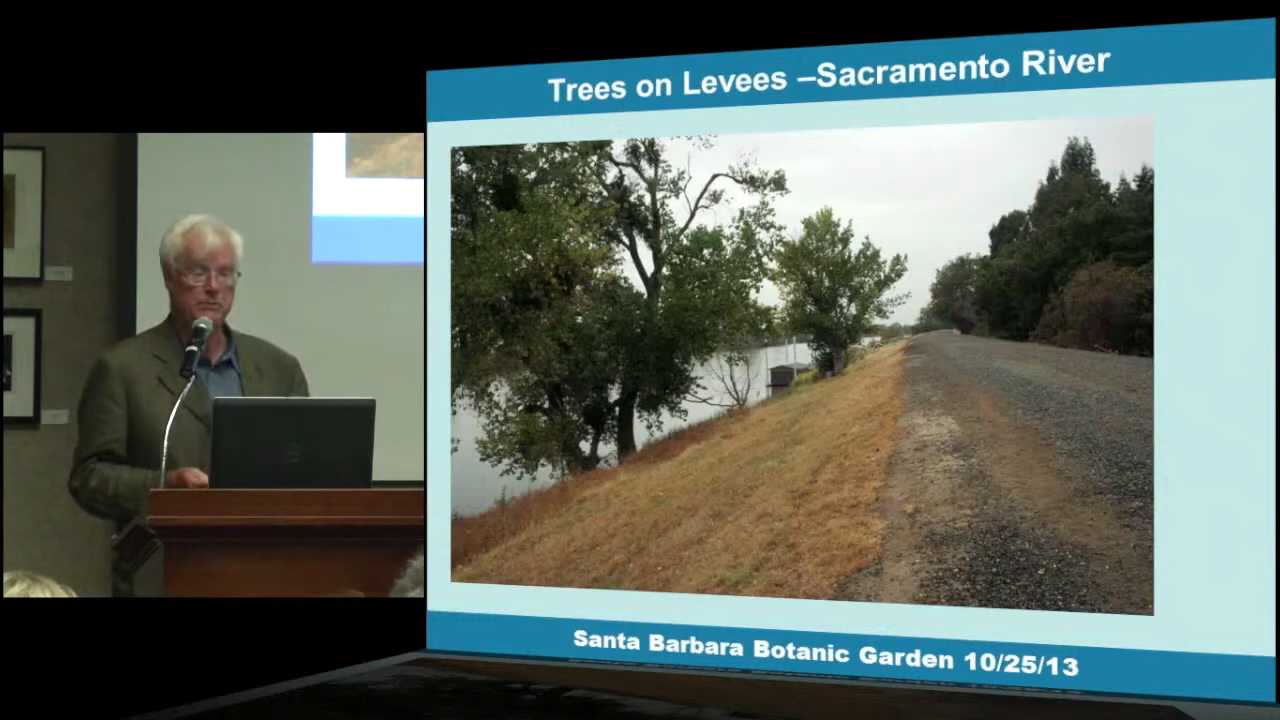 Trees on Levees –Sacramento River
Santa Barbara Botanic Garden 10/25/13